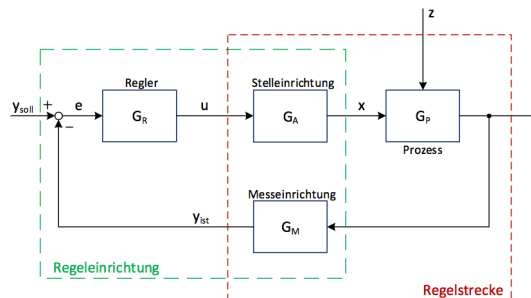 z
Regler
Stelleinrichtung
y_soll
+
−
e
G_R
u
G_A
x
G_P
Prozess
Messeinrichtung
y_ist
G_M
Regeleinrichtung
Regelstrecke